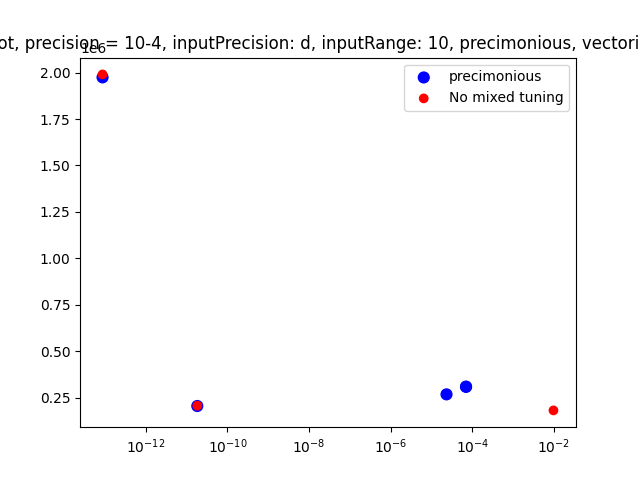 ot, precision = 10-4, inputPrecision: d, inputRange: 10, precimonious, vectori
1e6
precimonious
No mixed tuning
2.00
1.75
1.50
1.25
1.00
0.75
0.50
0.25
10⁻¹² 10⁻¹⁰ 10⁻⁸ 10⁻⁶ 10⁻⁴ 10⁻²